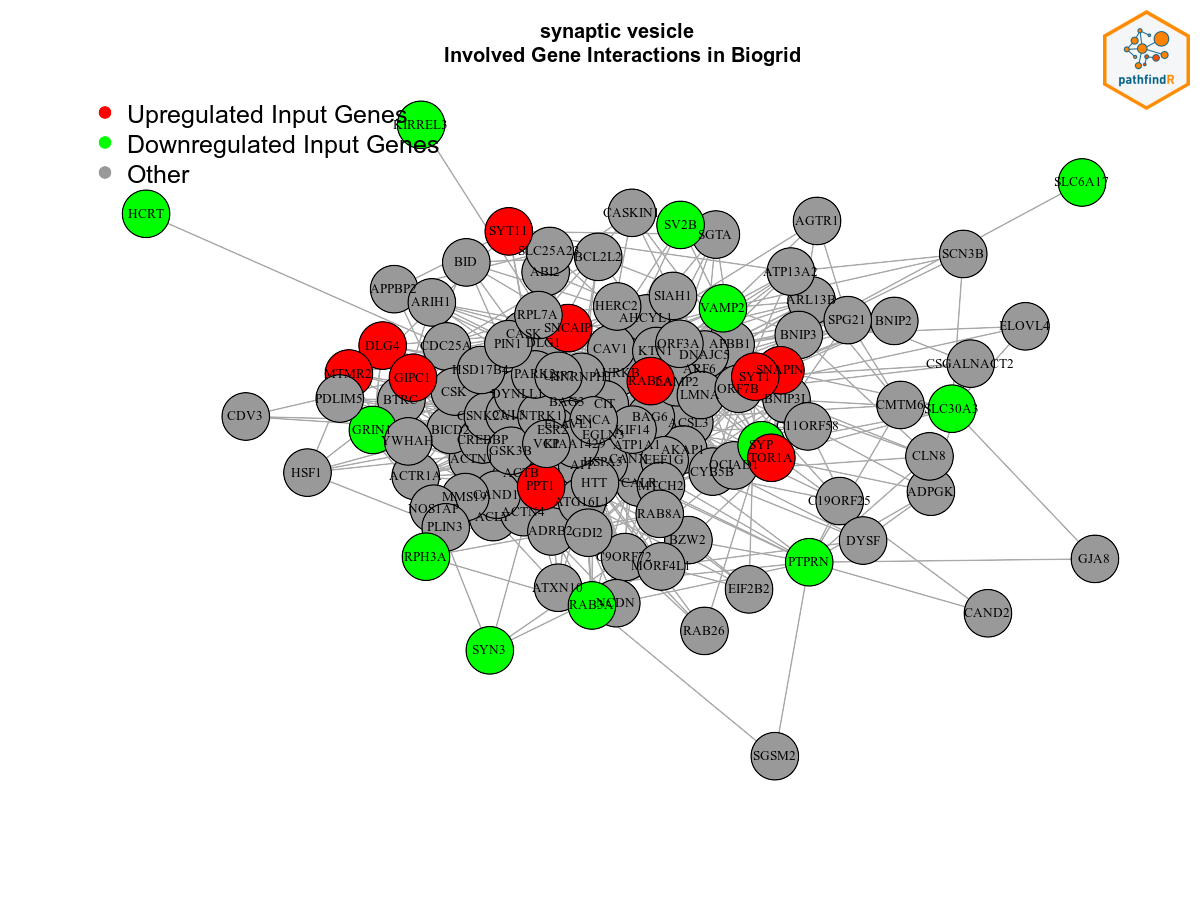 synaptic vesicle
Involved Gene Interactions in Biogrid
pathfindR
Upregulated Input Genes
Downregulated Input Genes
Other
KIRREL3
SLC6A17
HCRT
CASKIN1
SYT11
SV2B
SGTA
AGTR1
SLC25A23
BCL2L2
SCN3B
BID
ABI2
ATP13A2
APPBP2
ARIH1
SIAH1
ARL13B
HERC2
VAMP2
RPL7A
AHCYL1
SPG21
BNIP2
ELOVL4
SNCAIP
CASK
BNIP3
DLG4
CDC25A
PIN1
DLG1
CAV1
KTN1
ORF3A
APBB1
DNAJC5
CSGALNACT2
MTMR2
GIPC1
HSD17B4
PARK2
AURKB
RAB5A
ARF6
SYT1
SNAPIN
PDLIM5
BTRC
CSK
DYNLL1
LMNA
ORF7B
BNIP3L
CMTM6
SLC30A3
CDV3
BAG3
CIT
NTRK1
SNCA
BAG6
ACSL3
C11ORF58
GRIN1
BICD2
ESR2
EGLN3
KIF14
YWHAH
CREBBP
VCP
KIAA1429
ATP1A1
AKAP1
SYP
GSK3B
CANX
EEF1G
OCIAD1
TOR1A
CLN8
HSF1
ACTR1A
ACTN1
ACTB
APP
HSPA5
CYB5B
PPT1
HTT
CALR
MTCH2
ADPGK
NOS1AP
MMS19
CAND1
ATG16L1
C19ORF25
PLIN3
ACLY
ACTN4
RAB8A
ADRB2
GDI2
BZW2
DYSF
RPH3A
C9ORF72
MORF4L1
PTPRN
GJA8
ATXN10
EIF2B2
RAB3A
NCDN
CAND2
RAB26
SYN3
SGSM2